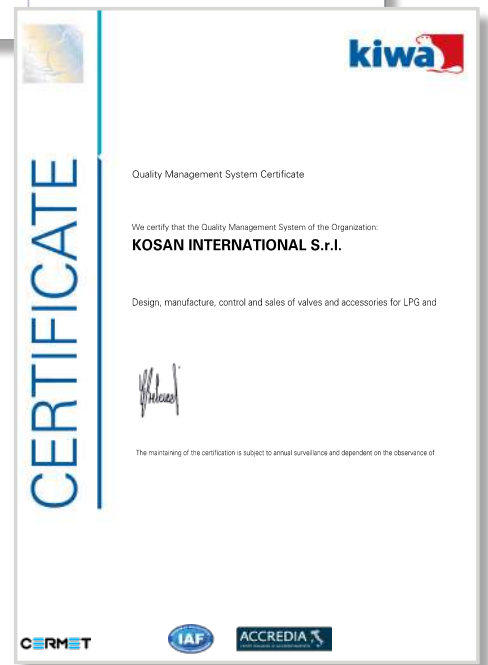 kiwa
CERTIFICATE
Quality Management System Certificate
We certify that the Quality Management System of the Organization:
KOSAN INTERNATIONAL S.r.l.
Design, manufacture, control and sales of valves and accessories for LPG and
The maintaining of the certification is subject to annual surveillance and dependent on the observance of
CERMET
IAF
ACCREDIA